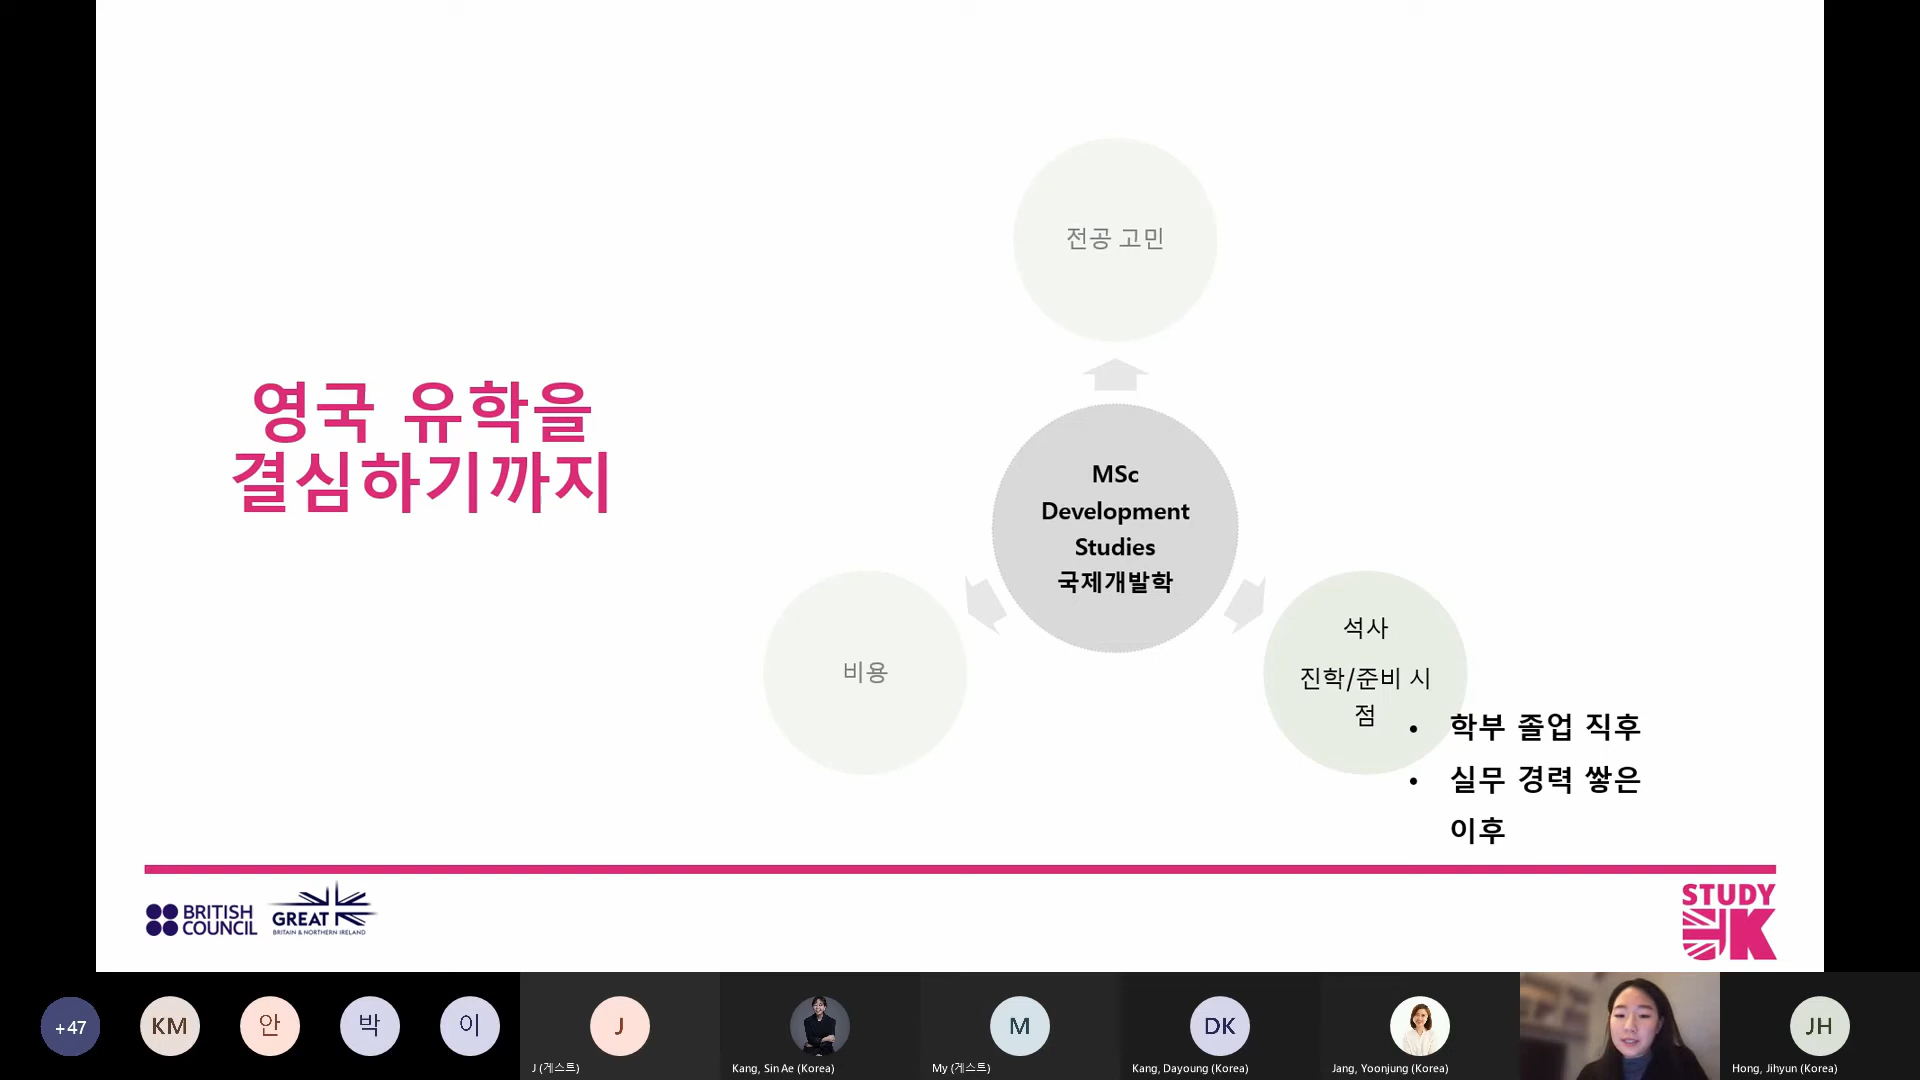 전공 고민
영국 유학을
결심하기까지
MSc
Development
Studies
국제개발학
비용
석사
진학/준비 시
점
• 학부 졸업 직후
• 실무 경력 쌓은
이후
BRITISH
COUNCIL
GREAT
BRITAIN & NORTHERN IRELAND
STUDY
UK
+47
KM
안
박
이
J
J (게스트)
Kang, Sin Ae (Korea)
M
My (게스트)
DK
Kang, Dayoung (Korea)
Jang, Yoonjung (Korea)
JH
Hong, Jihyun (Korea)